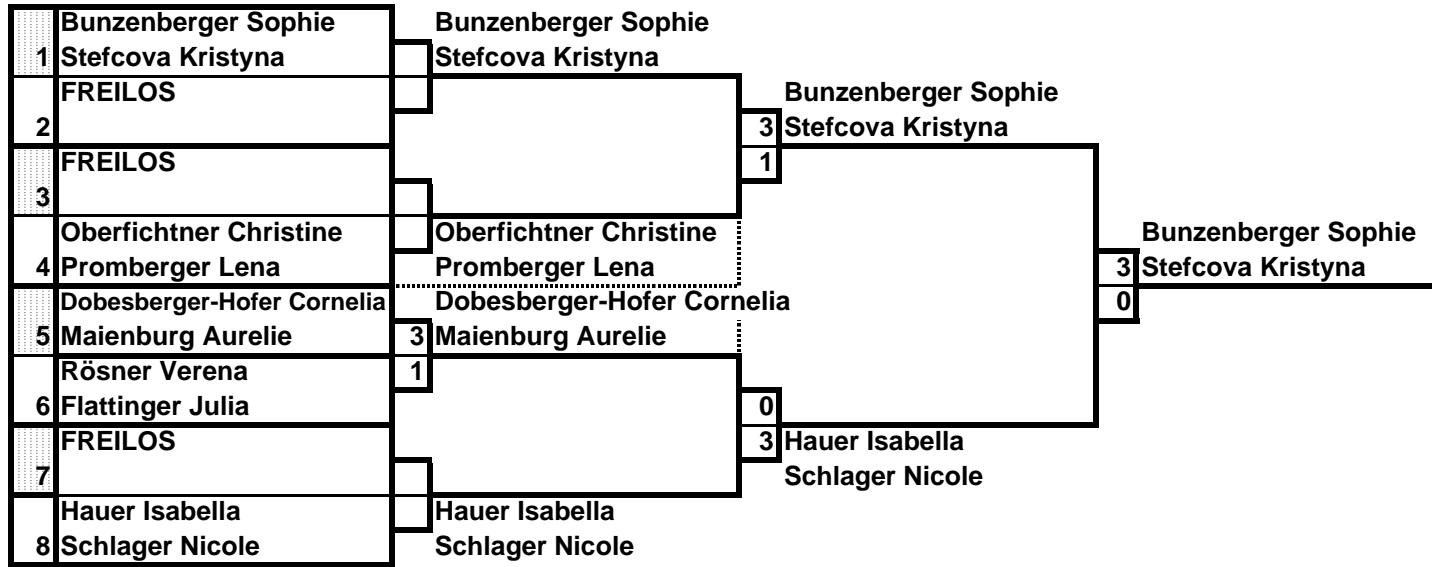 Bunzenberger Sophie
1 Stefcova Kristyna
FREILOS
2
FREILOS
3
Oberfichtner Christine
4 Promberger Lena
Dobesberger-Hofer Cornelia
5 Maienburg Aurelie
Rösner Verena
6 Flattinger Julia
FREILOS
7
Hauer Isabella
8 Schlager Nicole
Bunzenberger Sophie
Stefcova Kristyna
Oberfichtner Christine
Promberger Lena
Dobesberger-Hofer Cornelia
3 Maienburg Aurelie
1
Hauer Isabella
Schlager Nicole
Bunzenberger Sophie
3 Stefcova Kristyna
1
0
3 Hauer Isabella
Schlager Nicole
Bunzenberger Sophie
3 Stefcova Kristyna
0